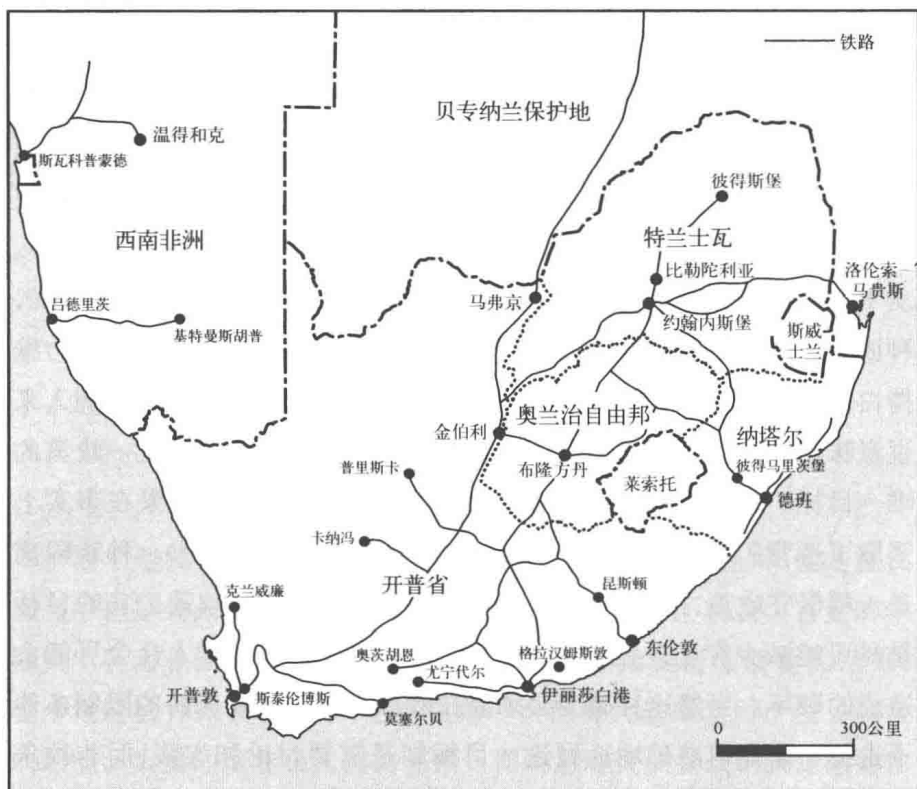 铁路
贝专纳兰保护地
温得和克
斯瓦科普蒙德
彼得斯堡
西南非洲
特兰士瓦
比勒陀利亚
洛伦索
马贵斯
马弗京
吕德里茨
基特曼斯胡普
约翰内斯堡
斯威
士兰
奥兰治自由邦
金伯利
纳塔尔
普里斯卡
布隆方丹
莱索托
彼得马里茨堡
德班
卡纳冯
开普省
昆斯顿
克兰威廉
奥茨胡恩
尤宁代尔
格拉汉姆斯敦
东伦敦
开普敦
斯泰伦博斯
伊丽莎白港
莫塞尔贝
0
300公里